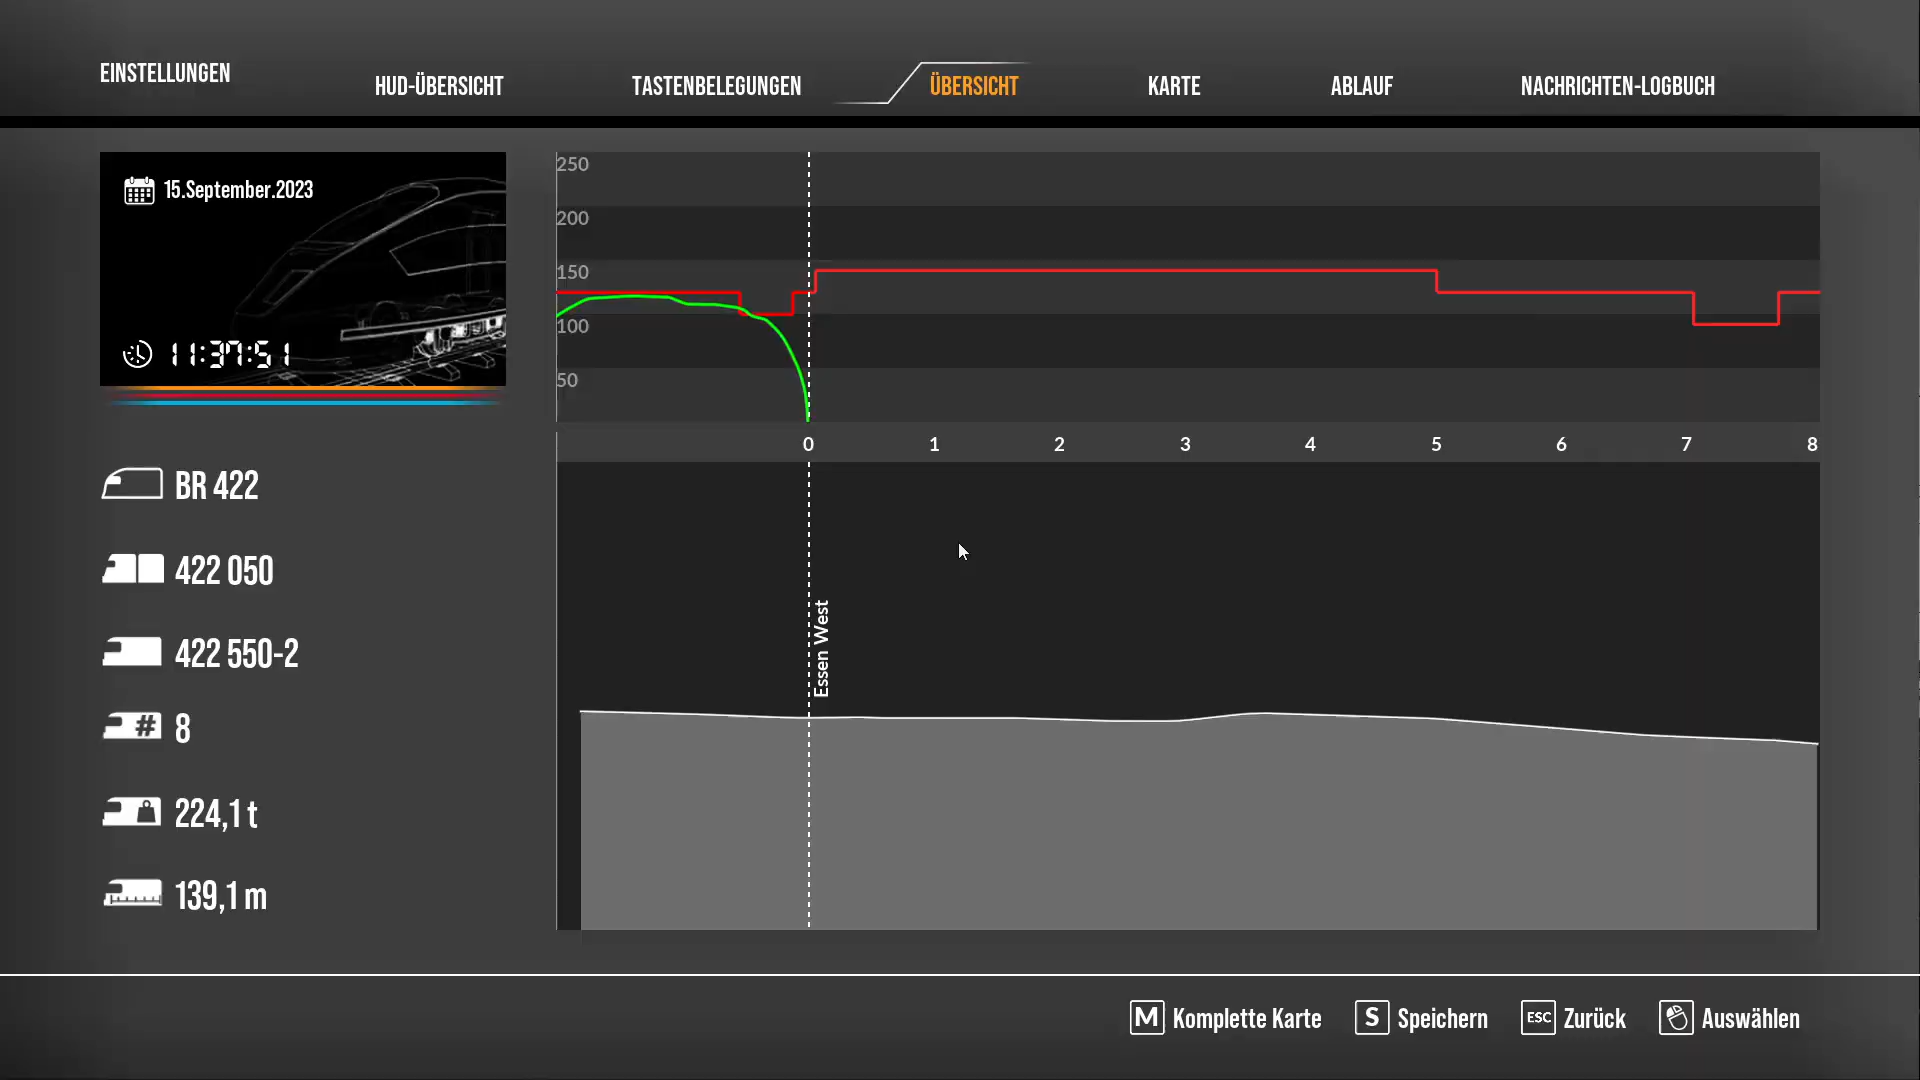 EINSTELLUNGEN
HUD-ÜBERSICHT
TASTENBELEGUNGEN
ÜBERSICHT
KARTE
ABLAUF
NACHRICHTEN-LOGBUCH
15.September.2023
11:37:51
BR 422
422 050
422 550-2
# 8
224,1 t
139,1 m
250
200
150
100
50
0 1 2 3 4 5 6 7 8
Essen West
M Komplette Karte
S Speichern
ESC Zurück
Auswählen